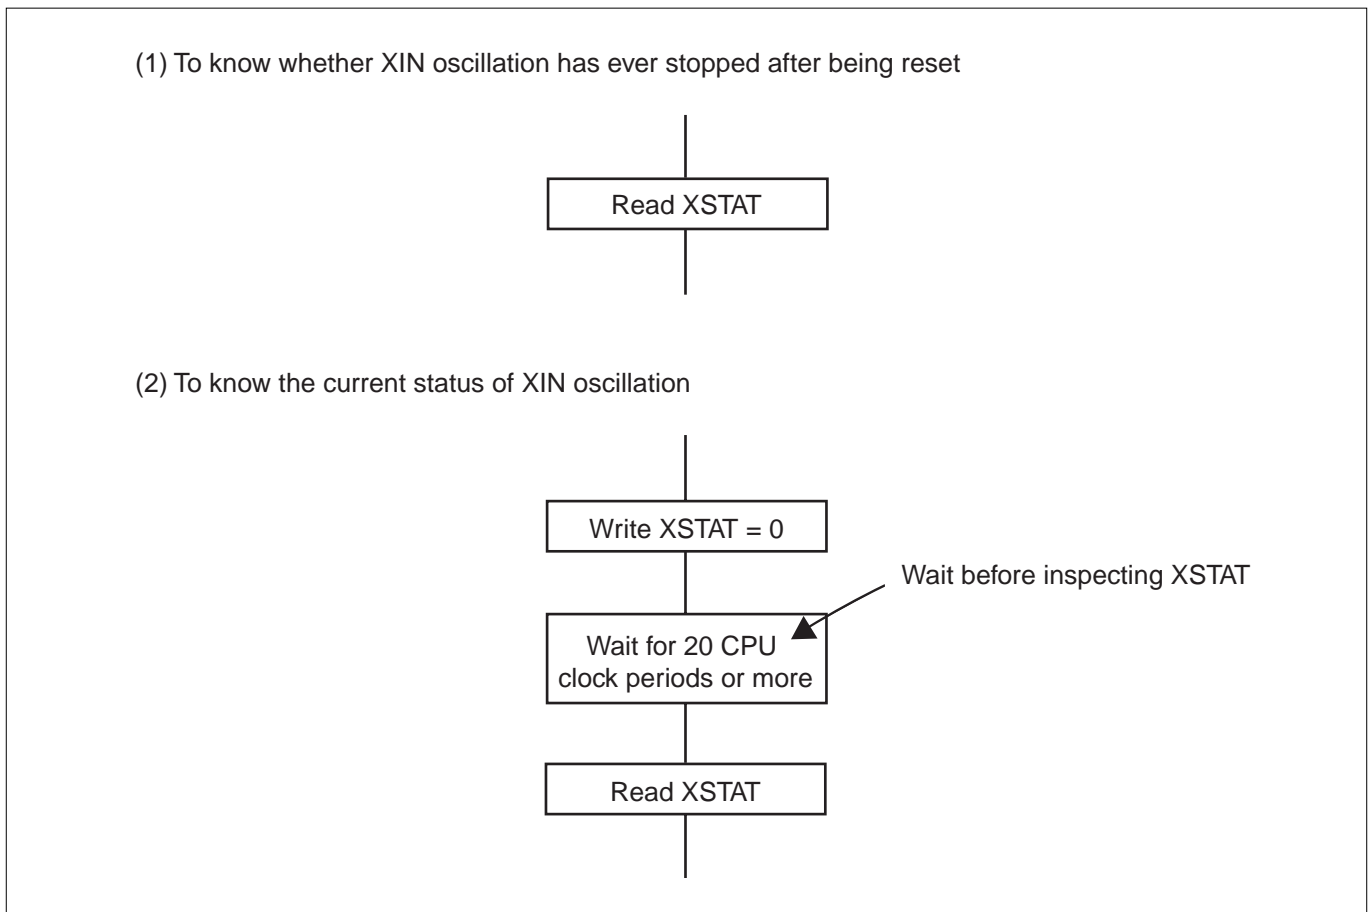 (1) To know whether XIN oscillation has ever stopped after being reset
Read XSTAT
(2) To know the current status of XIN oscillation
Write XSTAT = 0
Wait before inspecting XSTAT
Wait for 20 CPU
clock periods or more
Read XSTAT